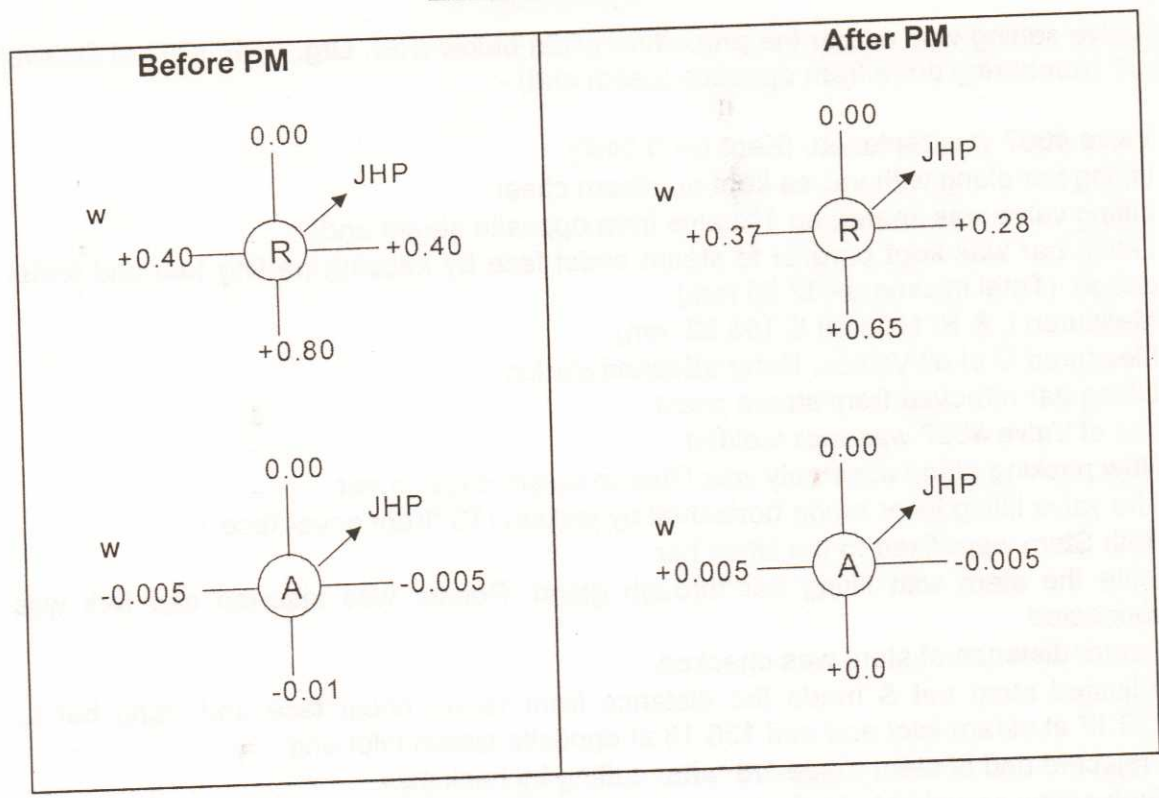 Before PM
0.00
JHP
w
+0.40 R +0.40
+0.80
0.00
JHP
w
-0.005 A -0.005
-0.01
After PM
0.00
JHP
w
+0.37 R +0.28
+0.65
0.00
JHP
w
+0.005 A -0.005
+0.0